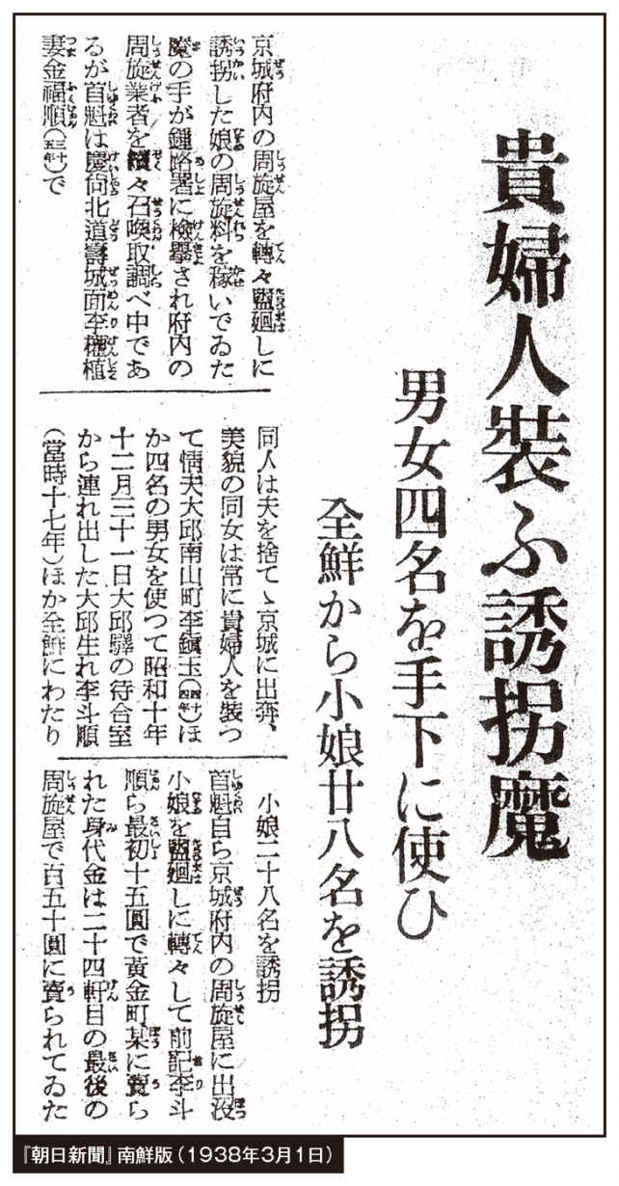 貴婦人裝ふ誘拐魔
男女四名を手下に使ひ
全鮮から小娘廿八名を誘拐
京城府内の周旋屋を轉々盥廻しに
誘拐した娘の周旋料を稼いでゐた
魔の手が鍾路署に檢擧され府内の
周旋業者を續々召喚取調べ中であ
るが首魁は慶尙北道壽城面李權植
妻金福順(三十五年)で
同人は夫を捨てゝ京城に出奔、
美貌の同女は常に貴婦人を裝つ
て情夫大邱南山町李鎭玉(四十四年)ほ
か四名の男女を使つて昭和十年
十二月三十一日大邱驛の待合室
から連れ出した大邱生れ李斗順
(當時十七年)ほか全鮮にわたり
小娘二十八名を誘拐
首魁自ら京城府内の周旋屋に出沒
小娘を盥廻しに轉々して前記李斗
順ら最初十五圓で黃金町某に賣ら
れた身代金は二十四軒目の最後の
周旋屋で百五十圓に賣られてゐた
『朝日新聞』南鮮版(1938年3月1日)